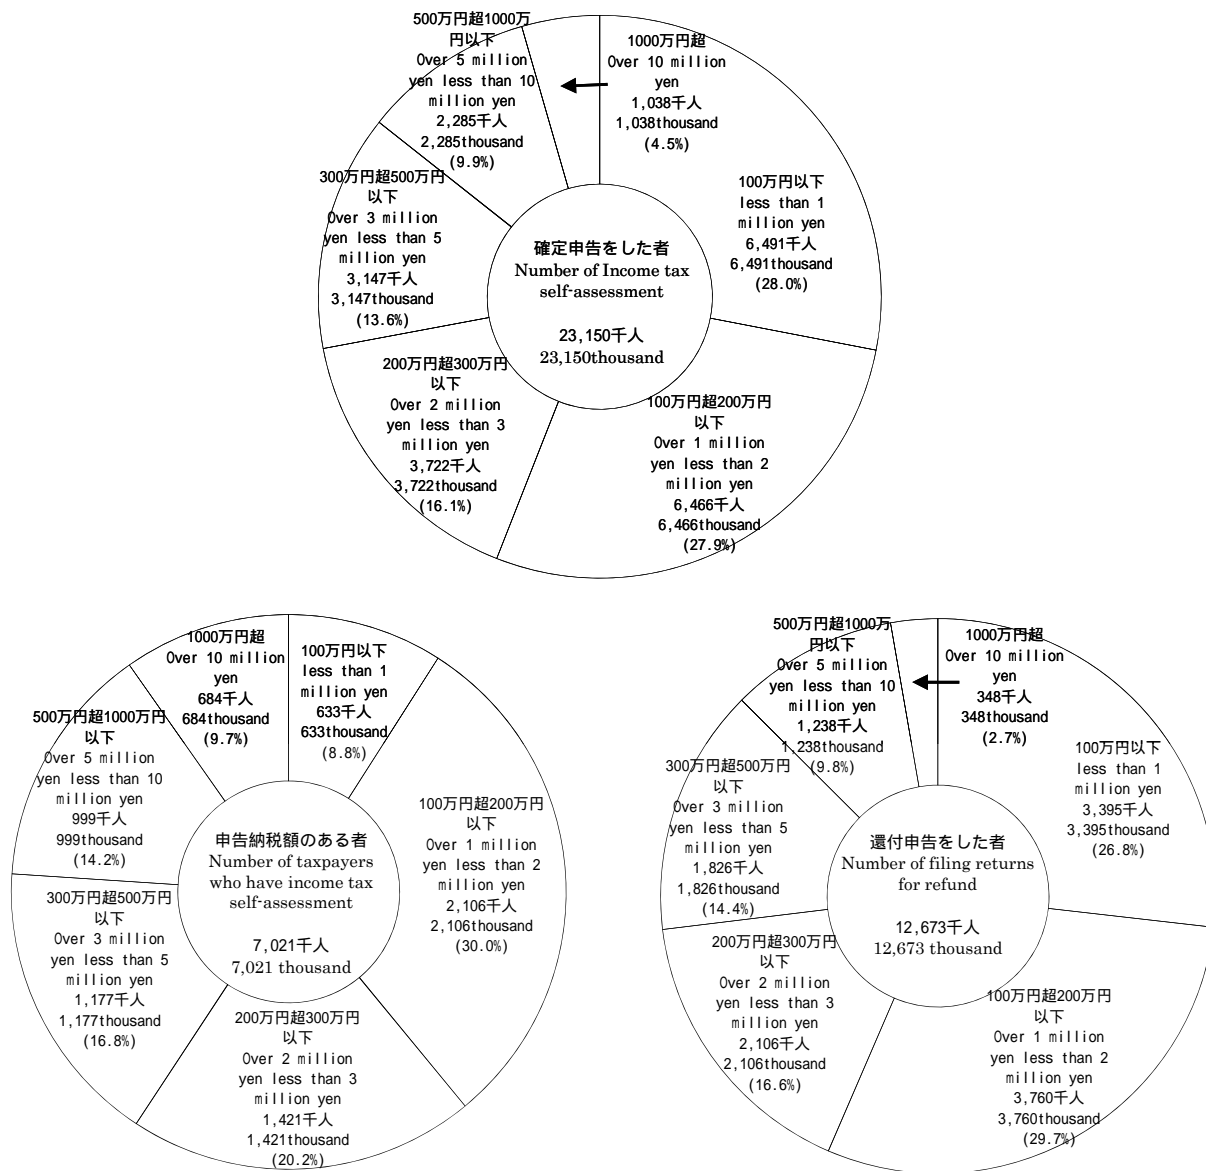 500万円超1000万
円以下
Over 5 million
yen less than 10
million yen
2,285千人
2,285thousand
(9.9%)
1000万円超
Over 10 million
yen
1,038千人
1,038thousand
(4.5%)
100万円以下
less than 1
million yen
6,491千人
6,491thousand
(28.0%)
300万円超500万円
以下
Over 3 million
yen less than 5
million yen
3,147千人
3,147thousand
(13.6%)
確定申告をした者
Number of Income tax
self-assessment
23,150千人
23,150thousand
200万円超300万円
以下
Over 2 million
yen less than 3
million yen
3,722千人
3,722thousand
(16.1%)
100万円超200万円
以下
Over 1 million
yen less than 2
million yen
6,466千人
6,466thousand
(27.9%)
1000万円超
Over 10 million
yen
684千人
684thousand
(9.7%)
100万円以下
less than 1
million yen
633千人
633thousand
(8.8%)
500万円超1000万円
以下
Over 5 million
yen less than 10
million yen
999千人
999thousand
(14.2%)
100万円超200万円
以下
Over 1 million
yen less than 2
million yen
2,106千人
2,106thousand
(30.0%)
申告納税額のある者
Number of taxpayers
who have income tax
self-assessment
7,021千人
7,021 thousand
300万円超500万円
以下
Over 3 million
yen less than 5
million yen
1,177千人
1,177thousand
(16.8%)
200万円超300万円
以下
Over 2 million
yen less than 3
million yen
1,421千人
1,421thousand
(20.2%)
500万円超1000万
円以下
Over 5 million
yen less than 10
million yen
1,238千人
1,238thousand
(9.8%)
1000万円超
Over 10 million
yen
348千人
348thousand
(2.7%)
100万円以下
less than 1
million yen
3,395千人
3,395thousand
(26.8%)
300万円超500万円
以下
Over 3 million
yen less than 5
million yen
1,826千人
1,826thousand
(14.4%)
還付申告をした者
Number of filing returns
for refund
12,673千人
12,673 thousand
200万円超300万円
以下
Over 2 million
yen less than 3
million yen
2,106千人
2,106thousand
(16.6%)
100万円超200万円
以下
Over 1 million
yen less than 2
million yen
3,760千人
3,760thousand
(29.7%)